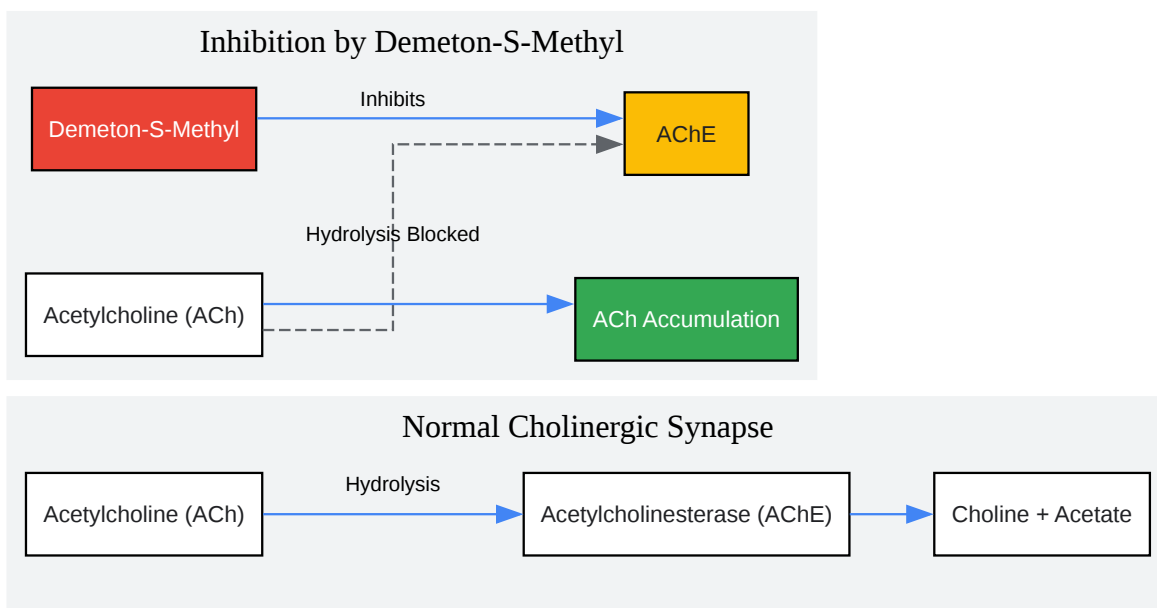 Inhibition by Demeton-S-Methyl
Demeton-S-Methyl
Inhibits
AChE
Hydrolysis Blocked
Acetylcholine (ACh)
ACh Accumulation
Normal Cholinergic Synapse
Acetylcholine (ACh)
Hydrolysis
Acetylcholinesterase (AChE)
Choline + Acetate